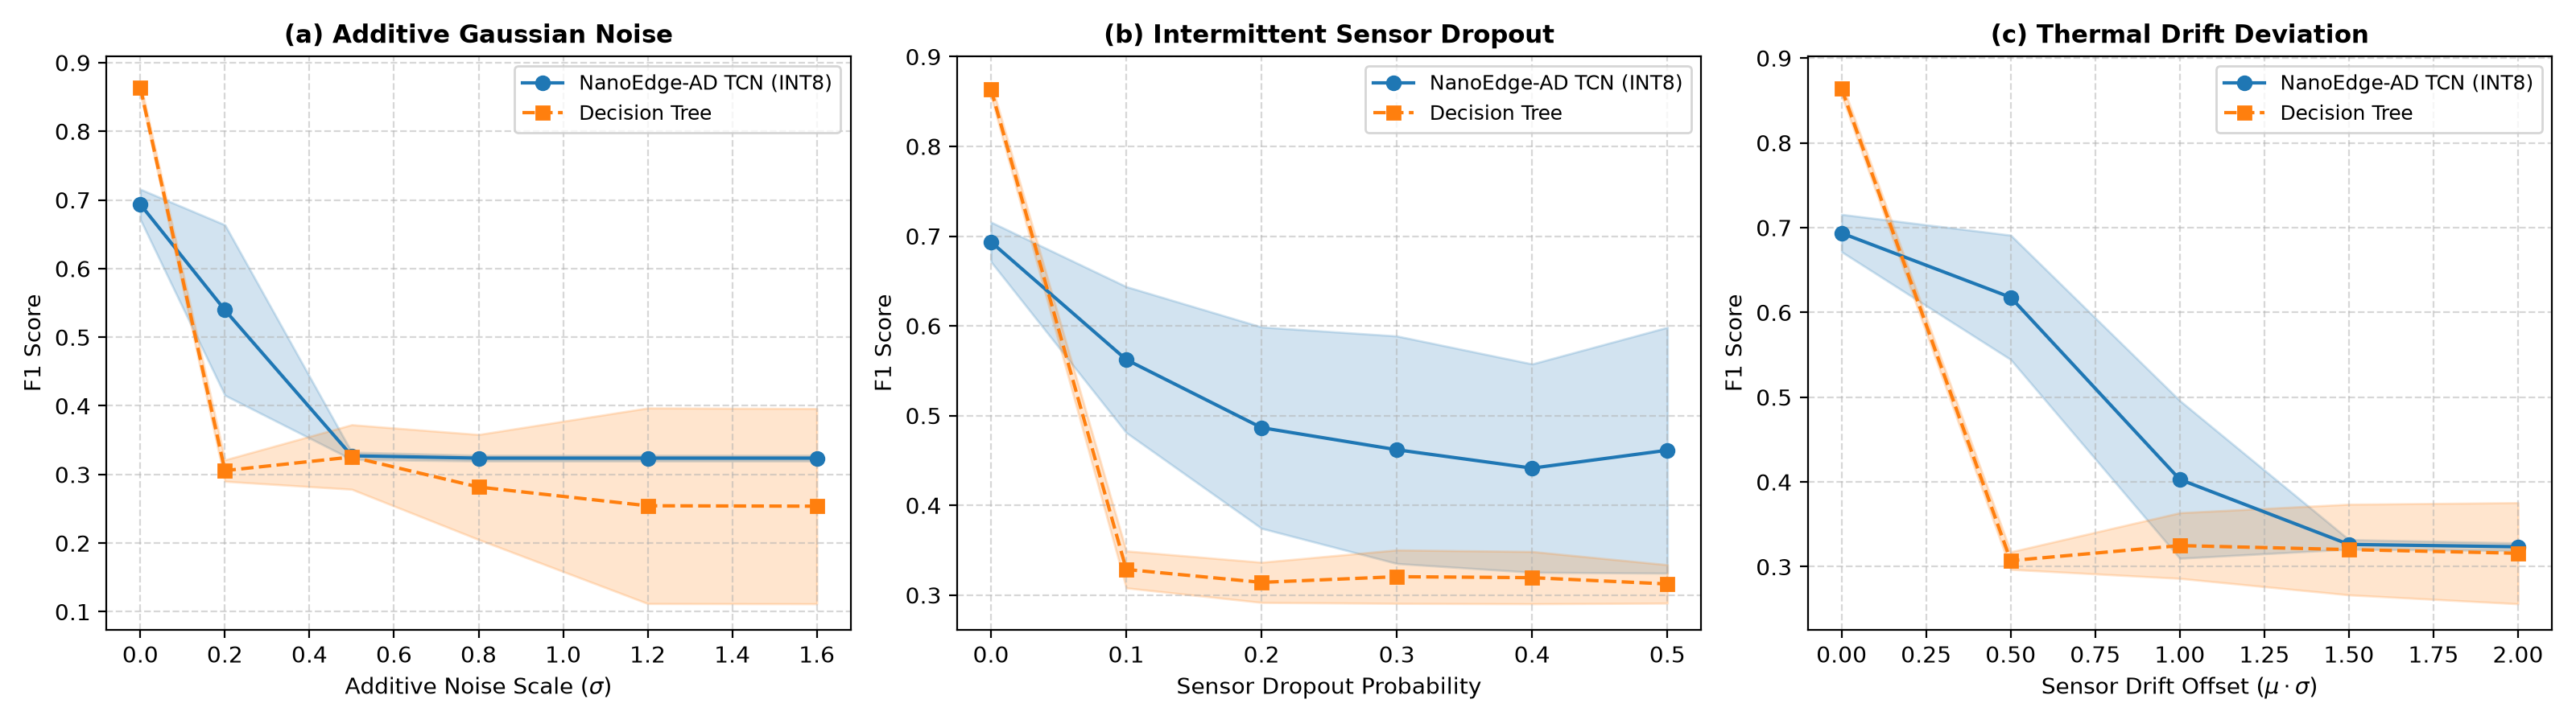 (a) Additive Gaussian Noise
F1 Score
0.9
0.8
0.7
0.6
0.5
0.4
0.3
0.2
0.1
NanoEdge-AD TCN (INT8)
Decision Tree
0.0 0.2 0.4 0.6 0.8 1.0 1.2 1.4 1.6
Additive Noise Scale (σ)
(b) Intermittent Sensor Dropout
F1 Score
0.9
0.8
0.7
0.6
0.5
0.4
0.3
NanoEdge-AD TCN (INT8)
Decision Tree
0.0 0.1 0.2 0.3 0.4 0.5
Sensor Dropout Probability
(c) Thermal Drift Deviation
F1 Score
0.9
0.8
0.7
0.6
0.5
0.4
0.3
NanoEdge-AD TCN (INT8)
Decision Tree
0.00 0.25 0.50 0.75 1.00 1.25 1.50 1.75 2.00
Sensor Drift Offset (μ · σ)